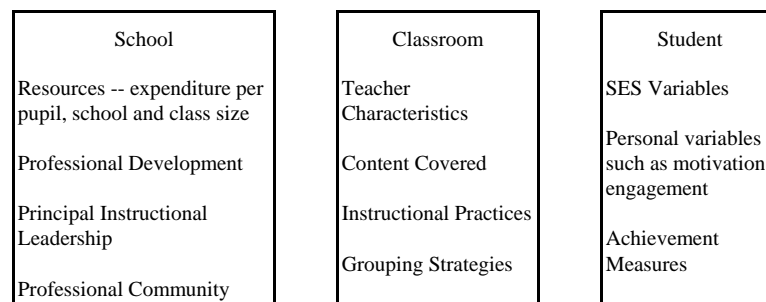 School
Resources -- expenditure per
pupil, school and class size
Professional Development
Principal Instructional
Leadership
Professional Community
Classroom
Teacher
Characteristics
Content Covered
Instructional Practices
Grouping Strategies
Student
SES Variables
Personal variables
such as motivation
engagement
Achievement
Measures